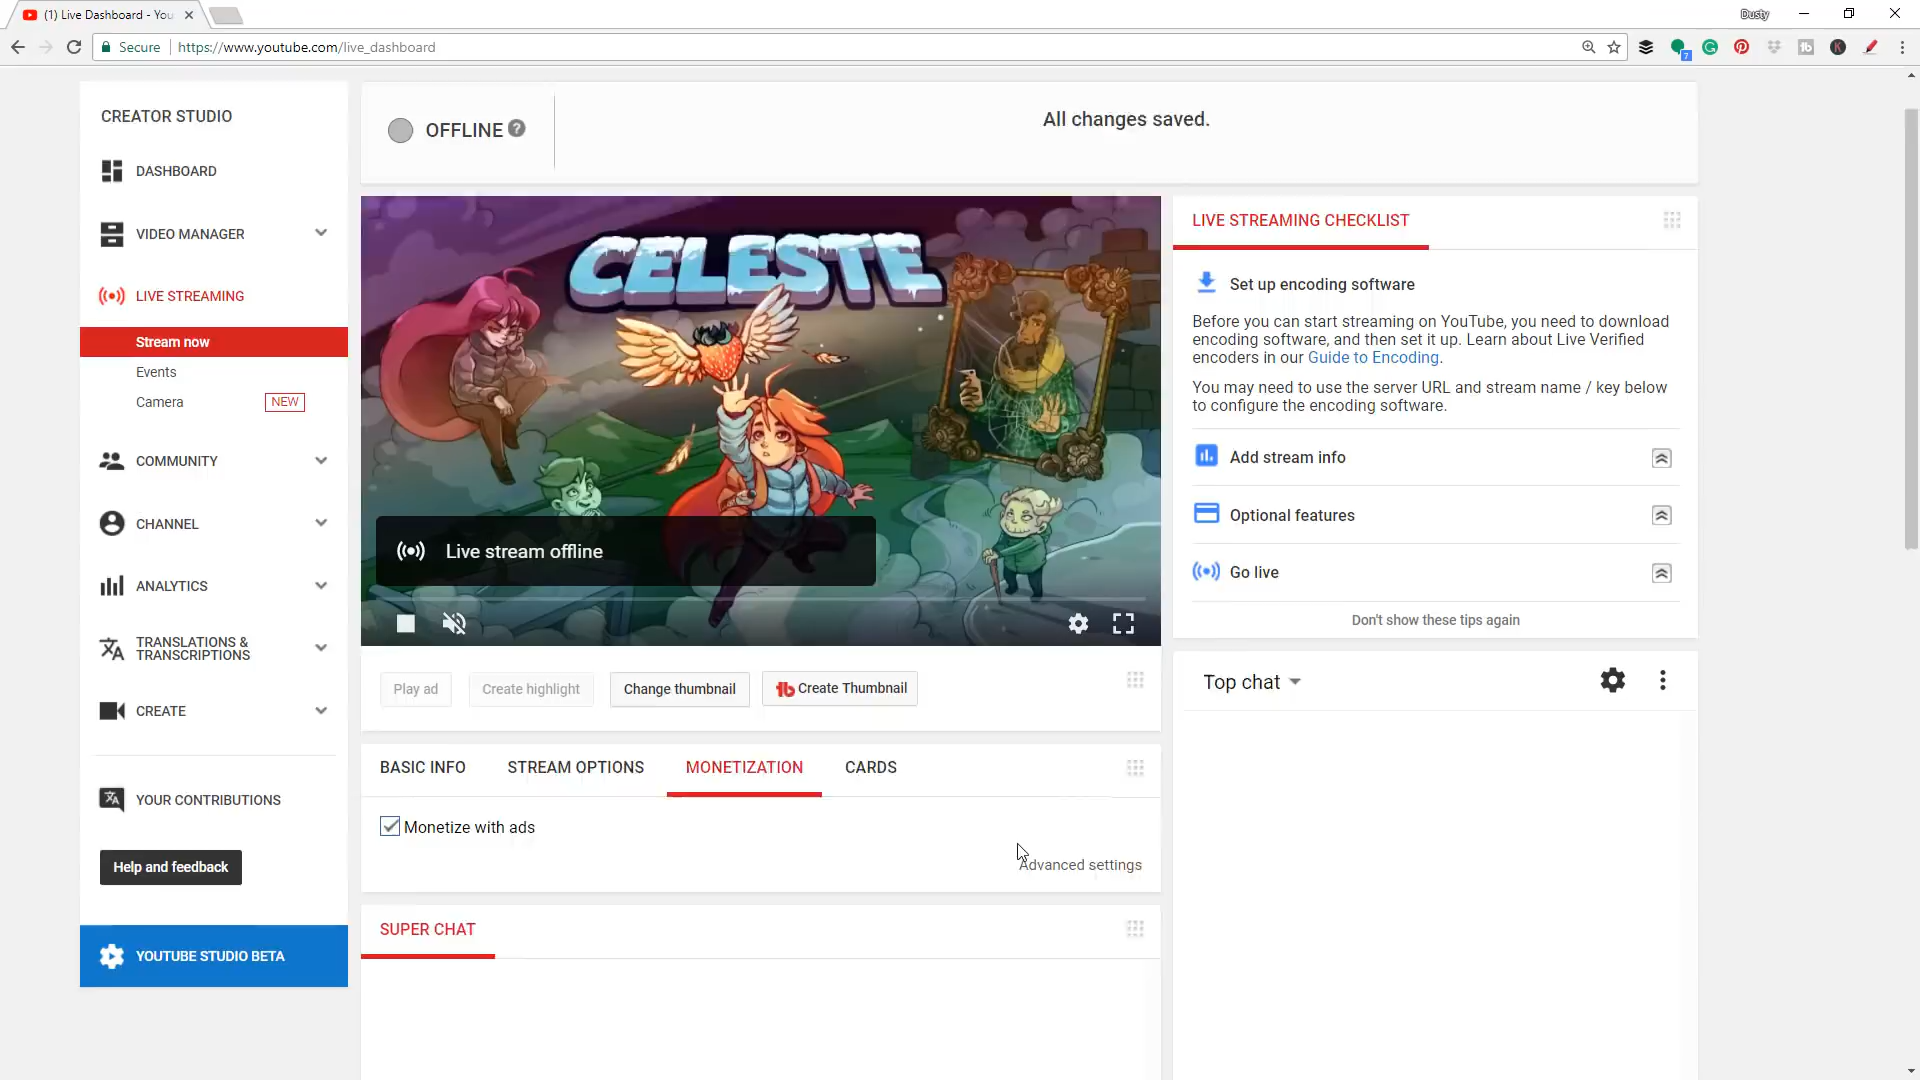 (1) Live Dashboard - You
Dusty
Secure
https://www.youtube.com/live_dashboard
7
CREATOR STUDIO
DASHBOARD
VIDEO MANAGER
LIVE STREAMING
Stream now
Events
Camera
NEW
COMMUNITY
CHANNEL
ANALYTICS
TRANSLATIONS &
TRANSCRIPTIONS
CREATE
YOUR CONTRIBUTIONS
Help and feedback
YOUTUBE STUDIO BETA
OFFLINE ?
All changes saved.
CELESTE
Live stream offline
Play ad
Create highlight
Change thumbnail
tb Create Thumbnail
BASIC INFO
STREAM OPTIONS
MONETIZATION
CARDS
Monetize with ads
Advanced settings
SUPER CHAT
LIVE STREAMING CHECKLIST
Set up encoding software
Before you can start streaming on YouTube, you need to download
encoding software, and then set it up. Learn about Live Verified
encoders in our Guide to Encoding.
You may need to use the server URL and stream name / key below
to configure the encoding software.
Add stream info
Optional features
Go live
Don't show these tips again
Top chat